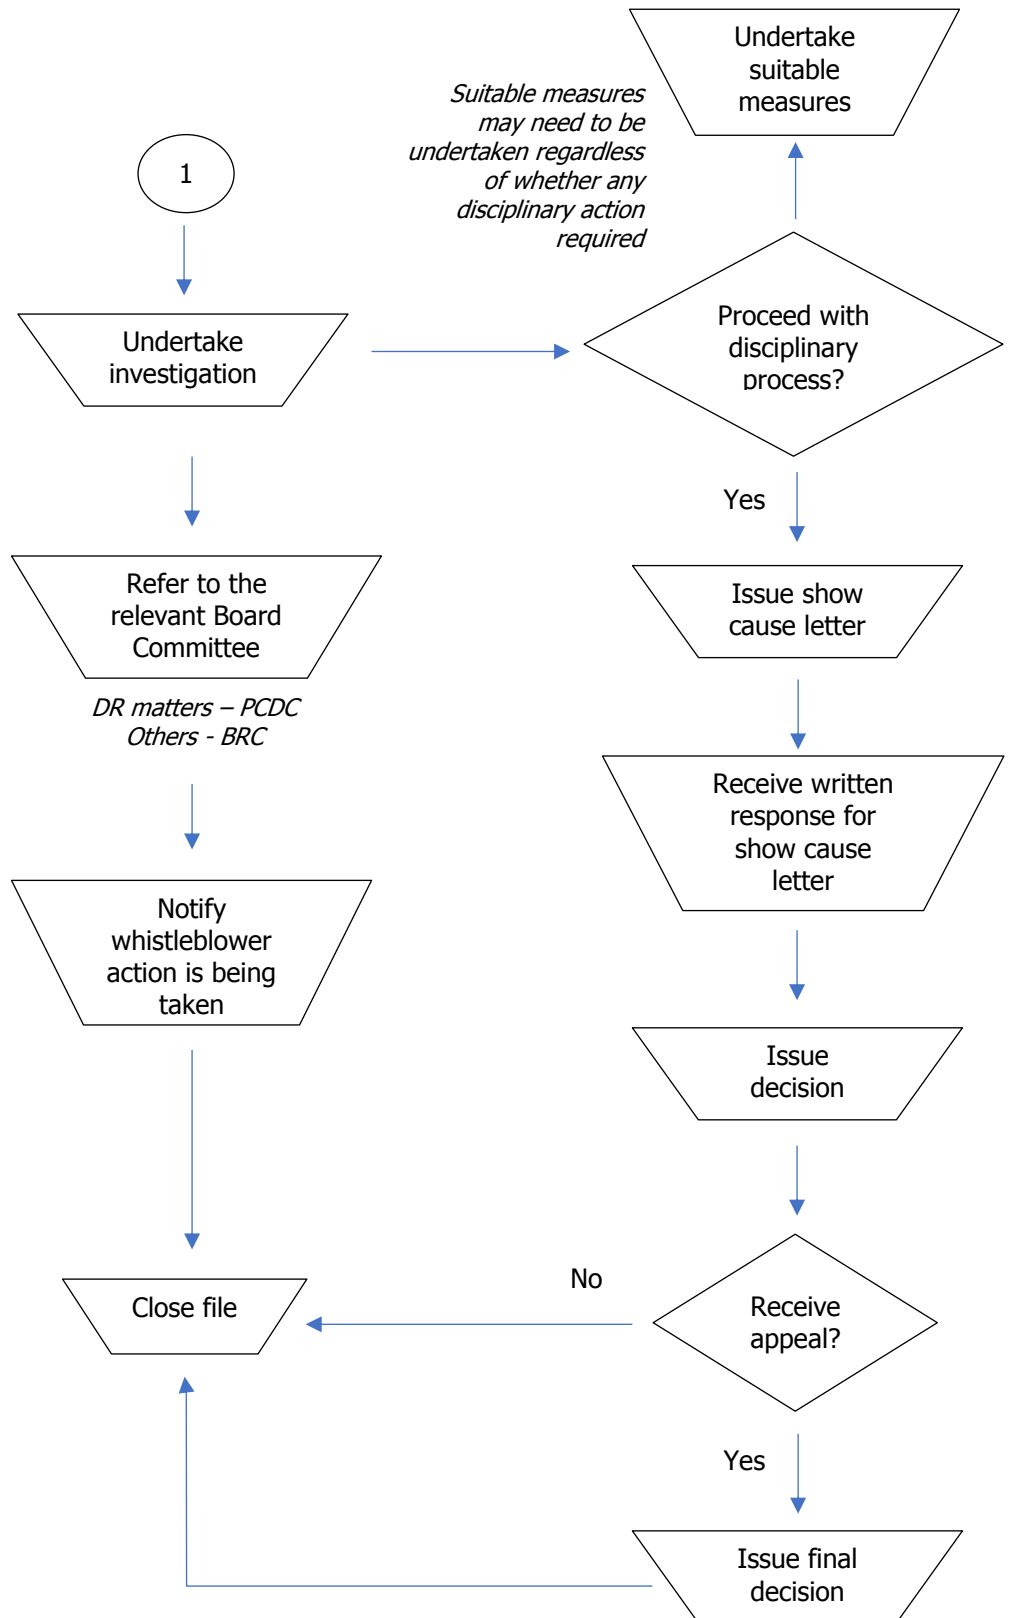 Undertake
suitable
measures
Suitable measures
may need to be
undertaken regardless
of whether any
disciplinary action
required
1
Undertake
investigation
Proceed with
disciplinary
process?
Yes
Refer to the
relevant Board
Committee
DR matters – PCDC
Others - BRC
Issue show
cause letter
Receive written
response for
show cause
letter
Notify
whistleblower
action is being
taken
Issue
decision
Close file
No
Receive
appeal?
Yes
Issue final
decision